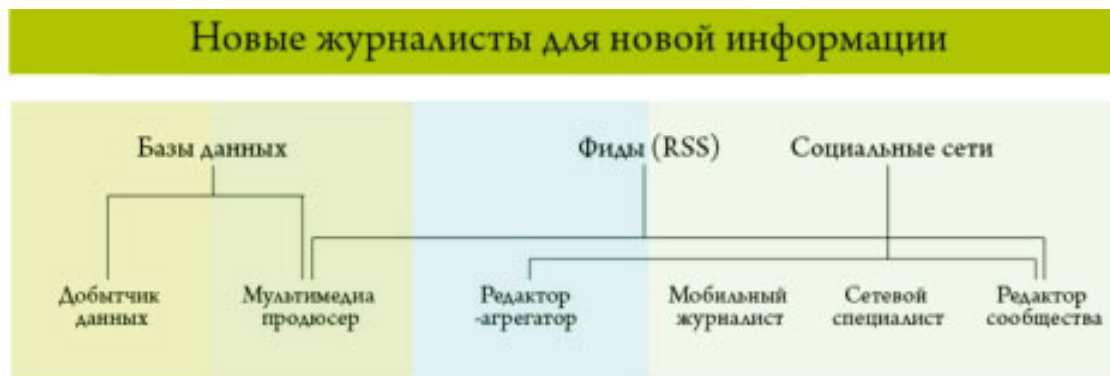 Новые журналисты для новой информации
Базы данных
Фиды (RSS)
Социальные сети
Добытчик
данных
Мультимедиа
продюсер
Редактор
-агрегатор
Мобильный
журналист
Сетевой
специалист
Редактор
сообщества